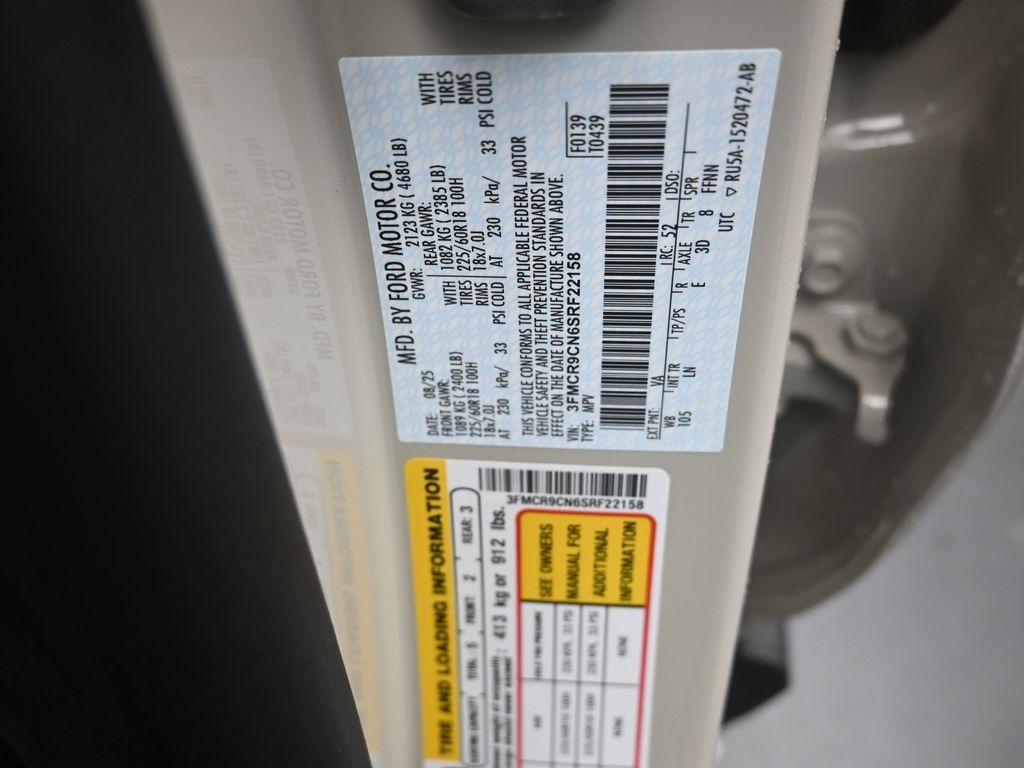 MFD. BY FORD MOTOR CO.
DATE: 08/25 GVWR: 2123 KG ( 4680 LB)
FRONT GAWR: REAR GAWR:
1089 KG ( 2400 LB) WITH 1082 KG ( 2385 LB) WITH
225/60R18 100H TIRES 225/60R18 100H TIRES
18x7.0J RIMS 18x7.0J RIMS
AT 230 kPa/ 33 PSI COLD AT 230 kPa/ 33 PSI COLD
THIS VEHICLE CONFORMS TO ALL APPLICABLE FEDERAL MOTOR
VEHICLE SAFETY AND THEFT PREVENTION STANDARDS IN
EFFECT ON THE DATE OF MANUFACTURE SHOWN ABOVE.
VIN: 3FMCR9CN6SRF22158
TYPE: MPV
F0139
T0439
EXT PNT: VA RC: 52 DSO:
WB INT TR TP/PS R AXLE TR SPR
105 LN E 3D 8 FFNN
UTC ▽ RU5A-1520472-AB
TIRE AND LOADING INFORMATION
SEATING CAPACITY TOTAL 5 FRONT 2 REAR: 3
413 kg or 912 lbs.
3FMCR9CN6SRF22158
SEE OWNERS
MANUAL FOR
ADDITIONAL
INFORMATION